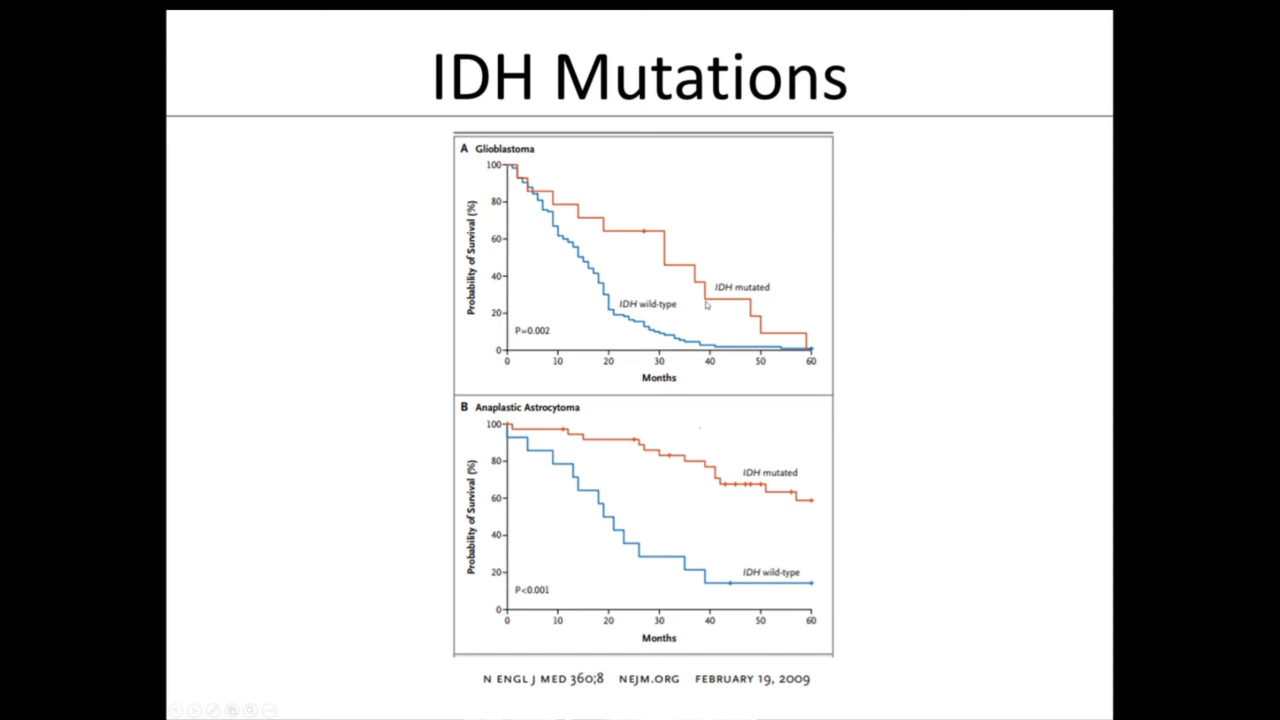 IDH Mutations
A Glioblastoma
Probability of Survival (%)
100
80
60
40
20
0
IDH mutated
IDH wild-type
P=0.002
0 10 20 30 40 50 60
Months
B Anaplastic Astrocytoma
Probability of Survival (%)
100
80
60
40
20
0
IDH mutated
IDH wild-type
P<0.001
0 10 20 30 40 50 60
Months
N ENGL J MED 360;8 NEJM.ORG FEBRUARY 19, 2009